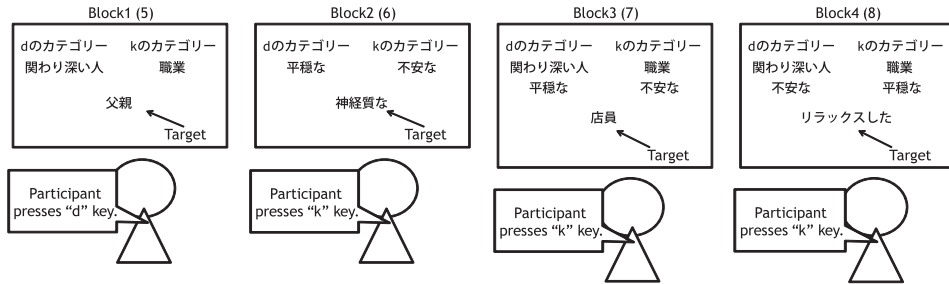 Block1 (5)
dのカテゴリー kのカテゴリー
関わり深い人 職業
父親
Target
Participant
presses “d” key.
Block2 (6)
dのカテゴリー kのカテゴリー
平穏な 不安な
神経質な
Target
Participant
presses “k” key.
Block3 (7)
dのカテゴリー kのカテゴリー
関わり深い人 職業
平穏な 不安な
店員
Target
Participant
presses “k” key.
Block4 (8)
dのカテゴリー kのカテゴリー
関わり深い人 職業
不安な 平穏な
リラックスした
Target
Participant
presses “k” key.